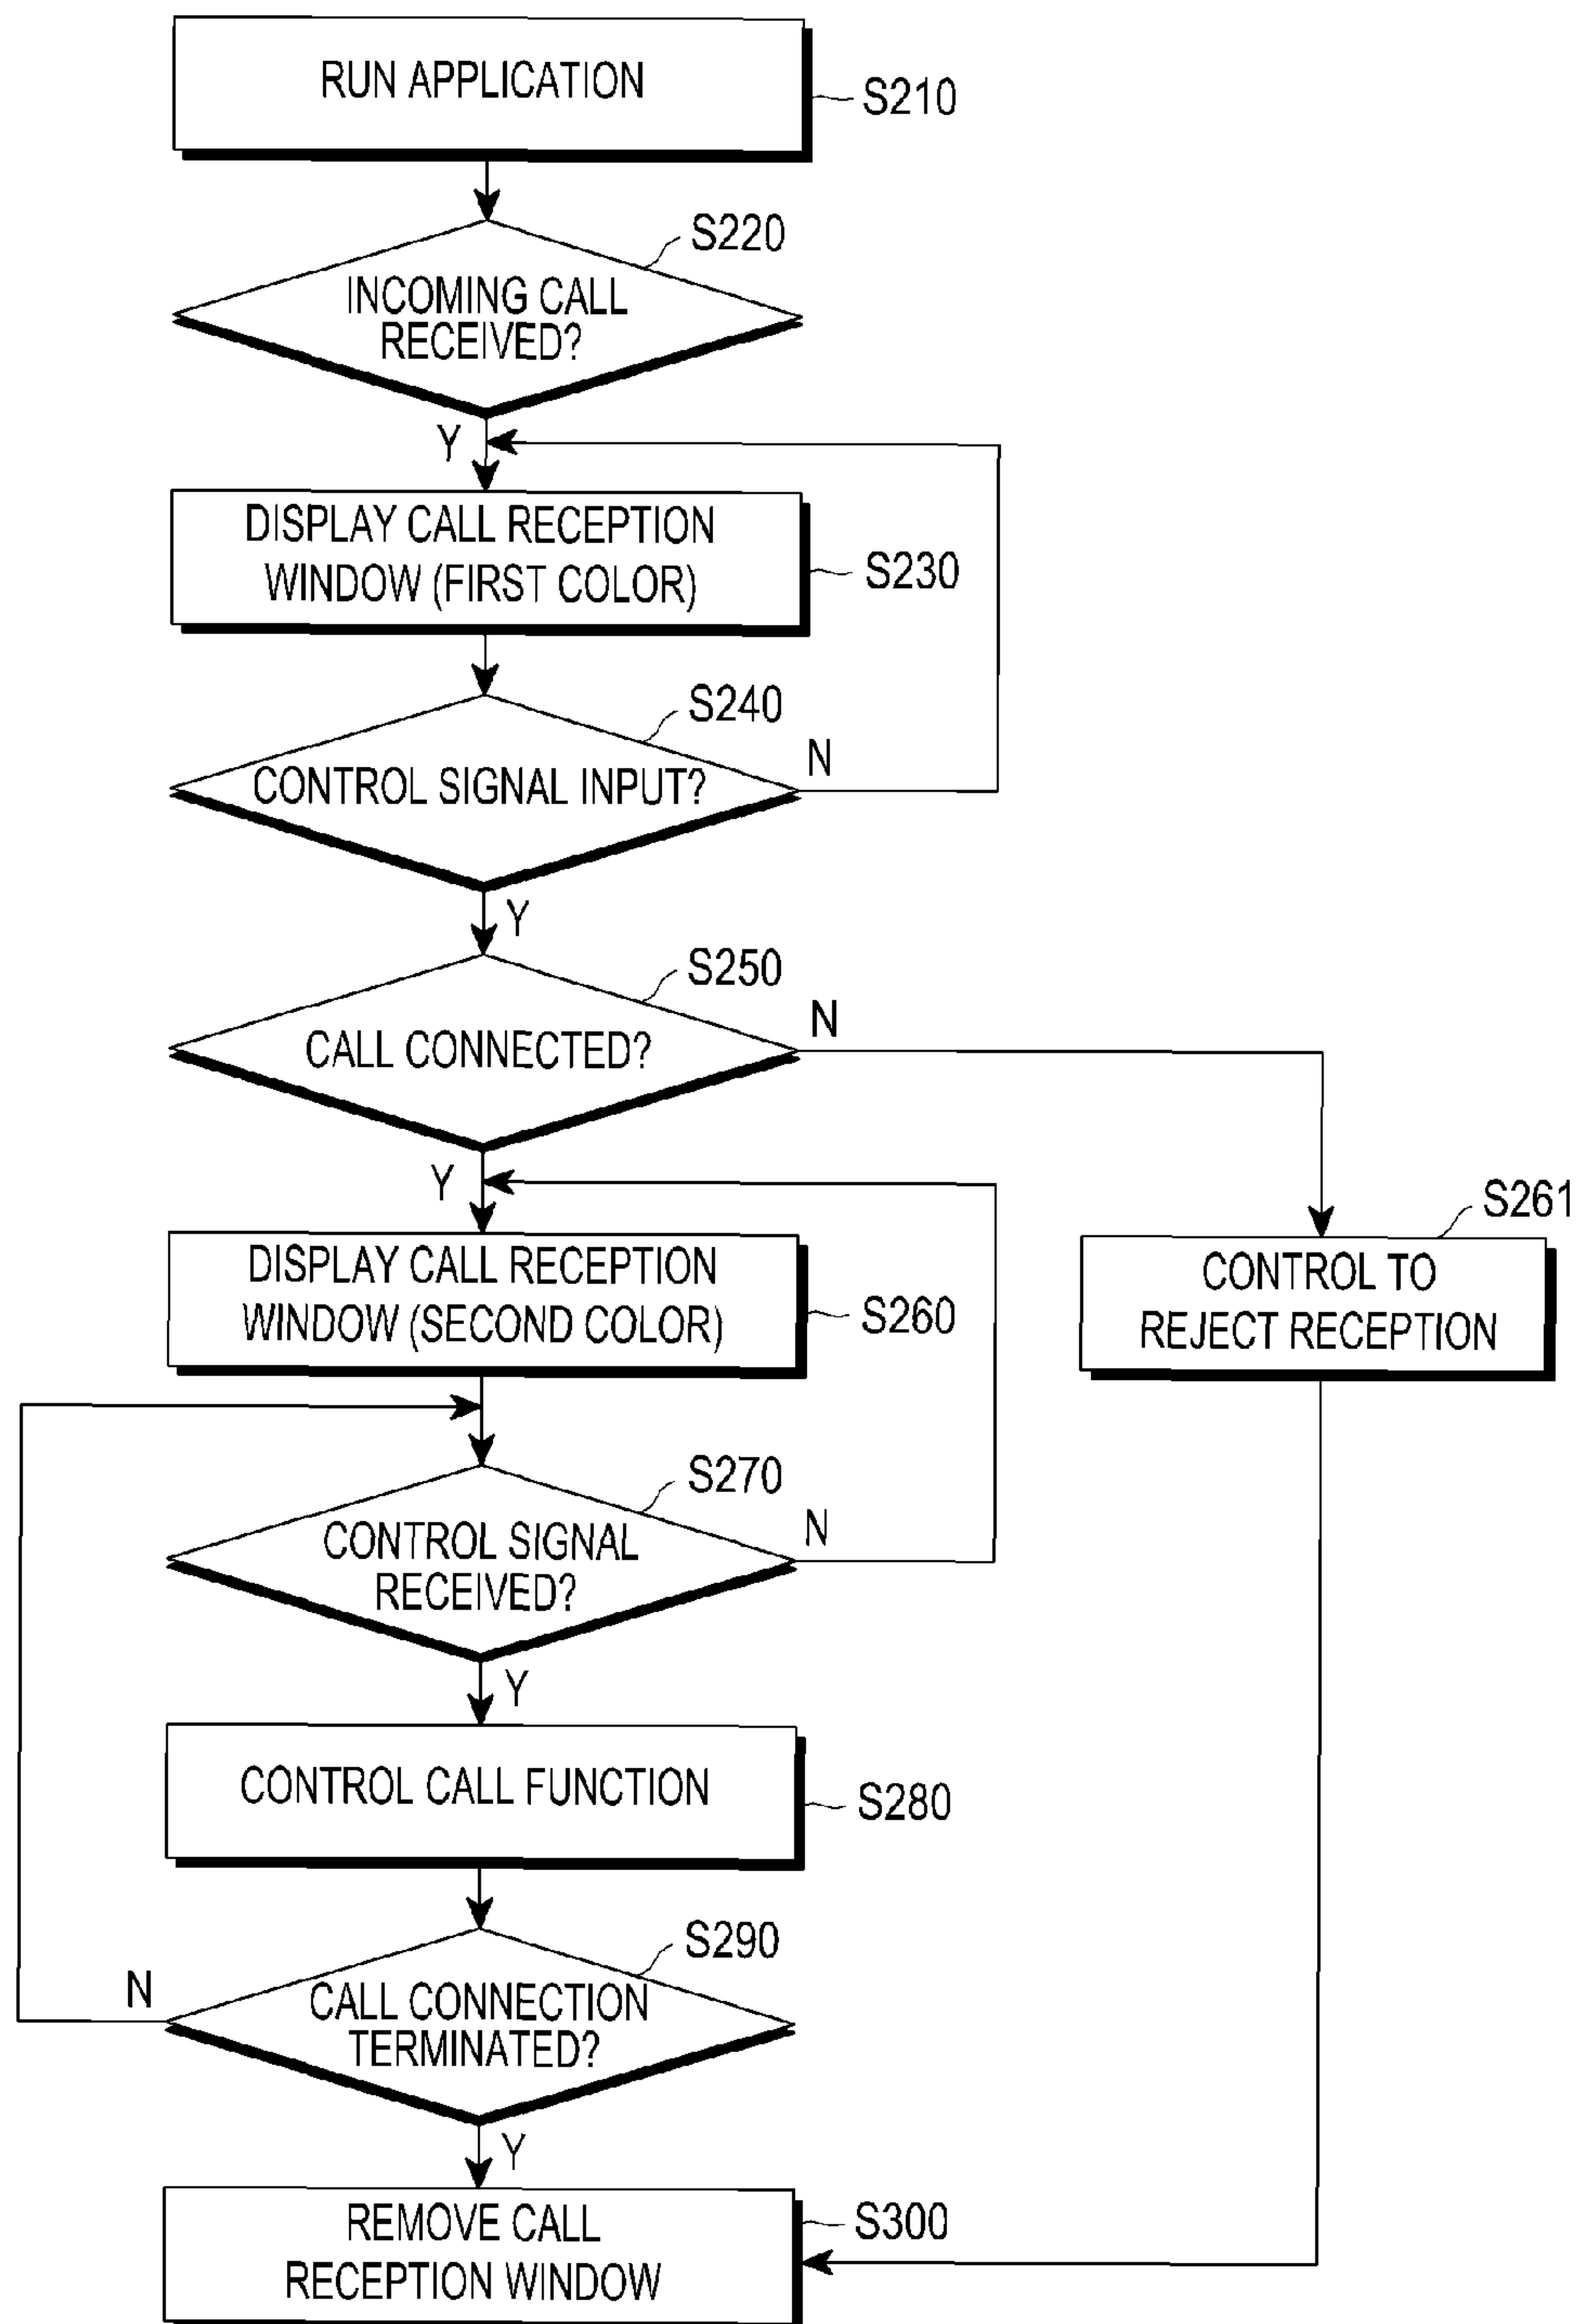 RUN APPLICATION
S210
S220
INCOMING CALL
RECEIVED?
Y
DISPLAY CALL RECEPTION
WINDOW (FIRST COLOR)
S230
S240
CONTROL SIGNAL INPUT?
N
Y
S250
CALL CONNECTED?
N
Y
DISPLAY CALL RECEPTION
WINDOW (SECOND COLOR)
S260
S261
CONTROL TO
REJECT RECEPTION
S270
CONTROL SIGNAL
RECEIVED?
N
Y
CONTROL CALL FUNCTION
S280
S290
CALL CONNECTION
TERMINATED?
N
Y
REMOVE CALL
RECEPTION WINDOW
S300